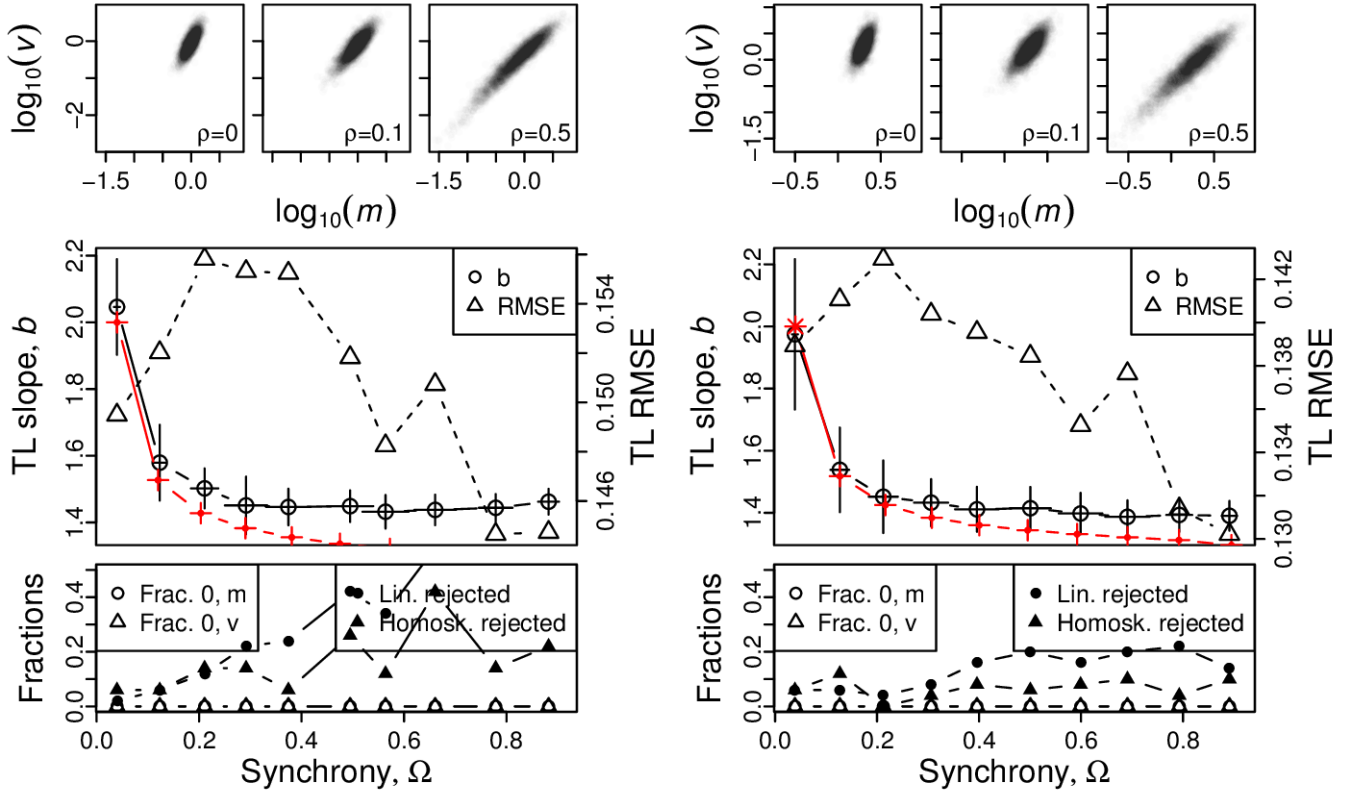 log10(v)
0
−2
ρ=0
ρ=0.1
ρ=0.5
−1.5
0.0
−1.5
0.0
log10(m)
log10(v)
0.0
−1.5
ρ=0
ρ=0.1
ρ=0.5
−0.5
0.5
−0.5
0.5
log10(m)
TL slope, b
2.2
2.0
1.8
1.6
1.4
b
RMSE
0.154
0.150
0.146
TL RMSE
TL slope, b
2.2
2.0
1.8
1.6
1.4
b
RMSE
0.142
0.138
0.134
0.130
TL RMSE
Fractions
0.4
0.2
0.0
Frac. 0, m
Frac. 0, v
Lin. rejected
Homosk. rejected
0.0
0.2
0.4
0.6
0.8
Synchrony, Ω
Fractions
0.4
0.2
0.0
Frac. 0, m
Frac. 0, v
Lin. rejected
Homosk. rejected
0.0
0.2
0.4
0.6
0.8
Synchrony, Ω